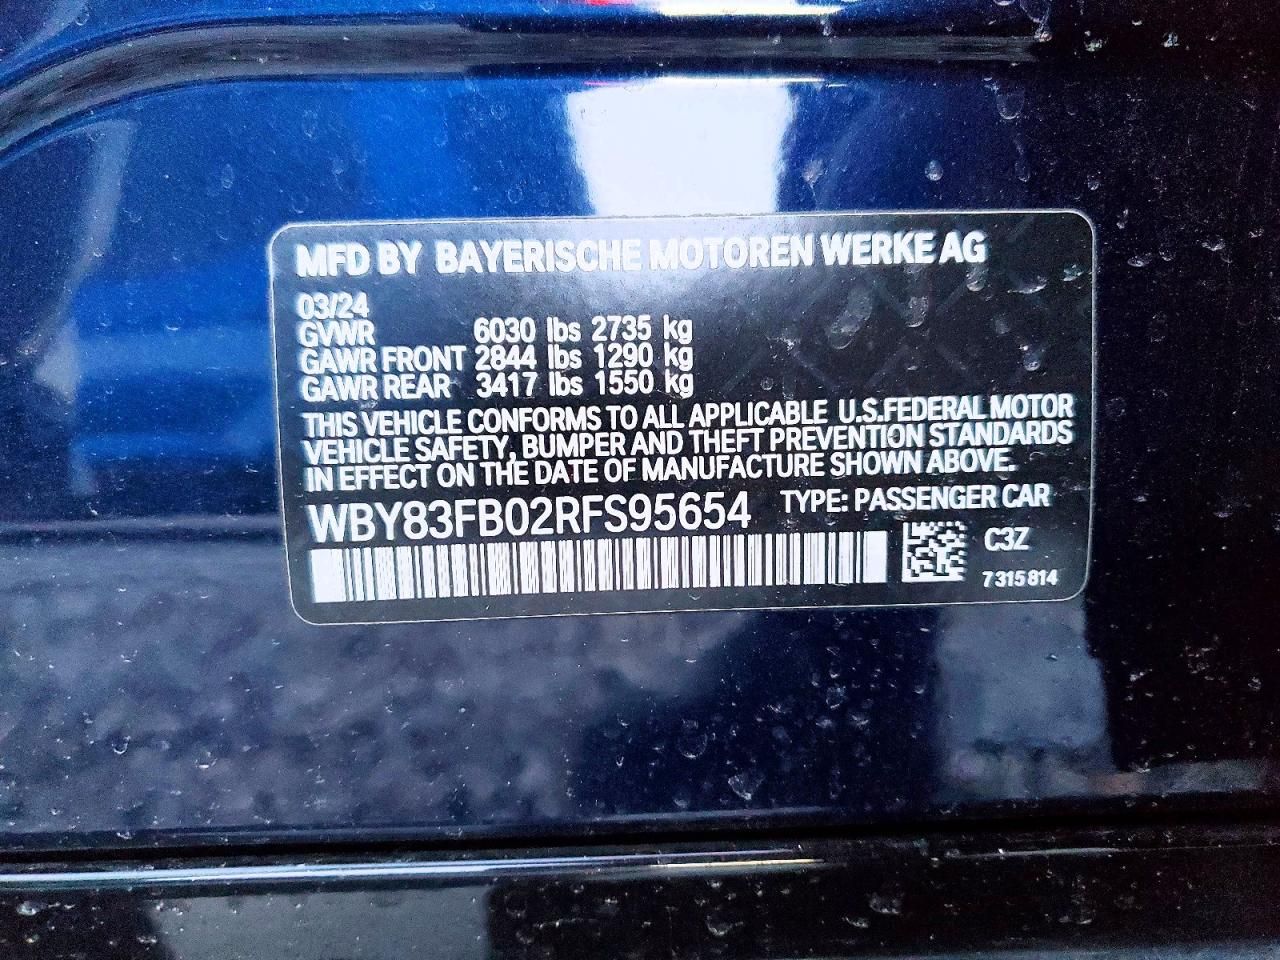 MFD BY BAYERISCHE MOTOREN WERKE AG
03/24
GVWR 6030 lbs 2735 kg
GAWR FRONT 2844 lbs 1290 kg
GAWR REAR 3417 lbs 1550 kg
THIS VEHICLE CONFORMS TO ALL APPLICABLE U.S.FEDERAL MOTOR
VEHICLE SAFETY, BUMPER AND THEFT PREVENTION STANDARDS
IN EFFECT ON THE DATE OF MANUFACTURE SHOWN ABOVE.
WBY83FB02RFS95654 TYPE: PASSENGER CAR
C3Z
7 315 814